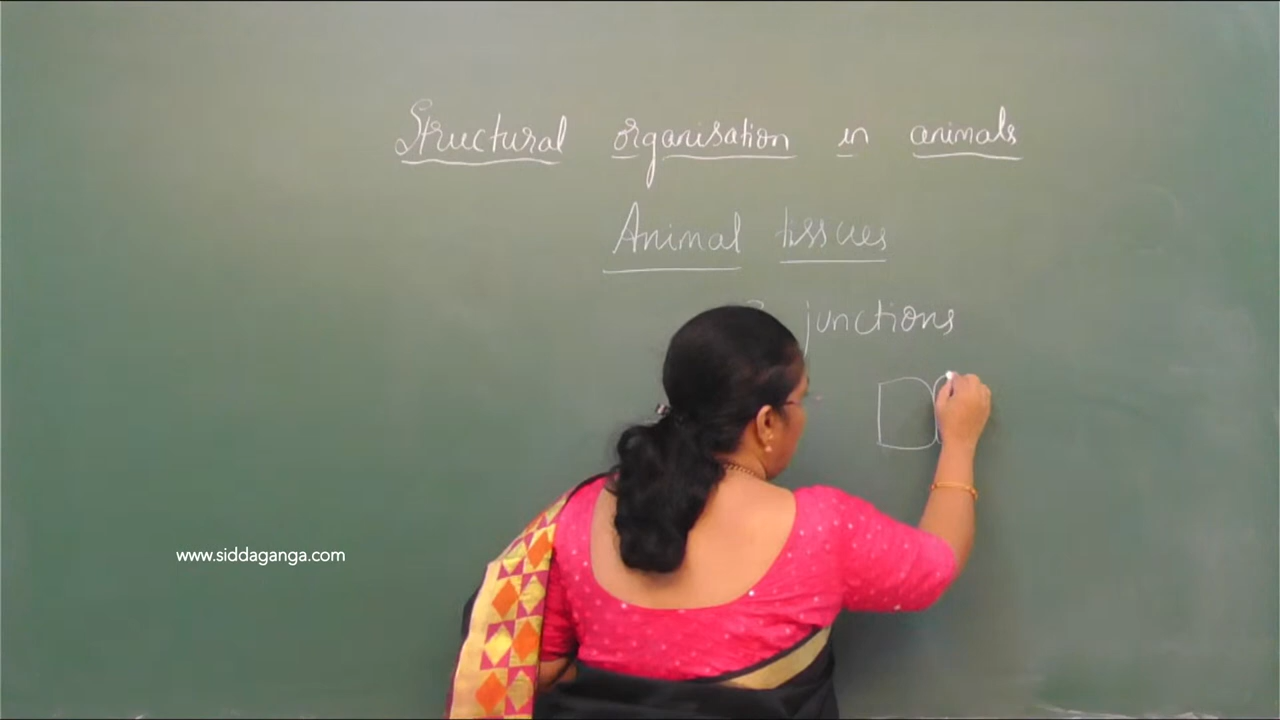 Structural organisation in animals
Animal tissues
junctions
www.siddaganga.com